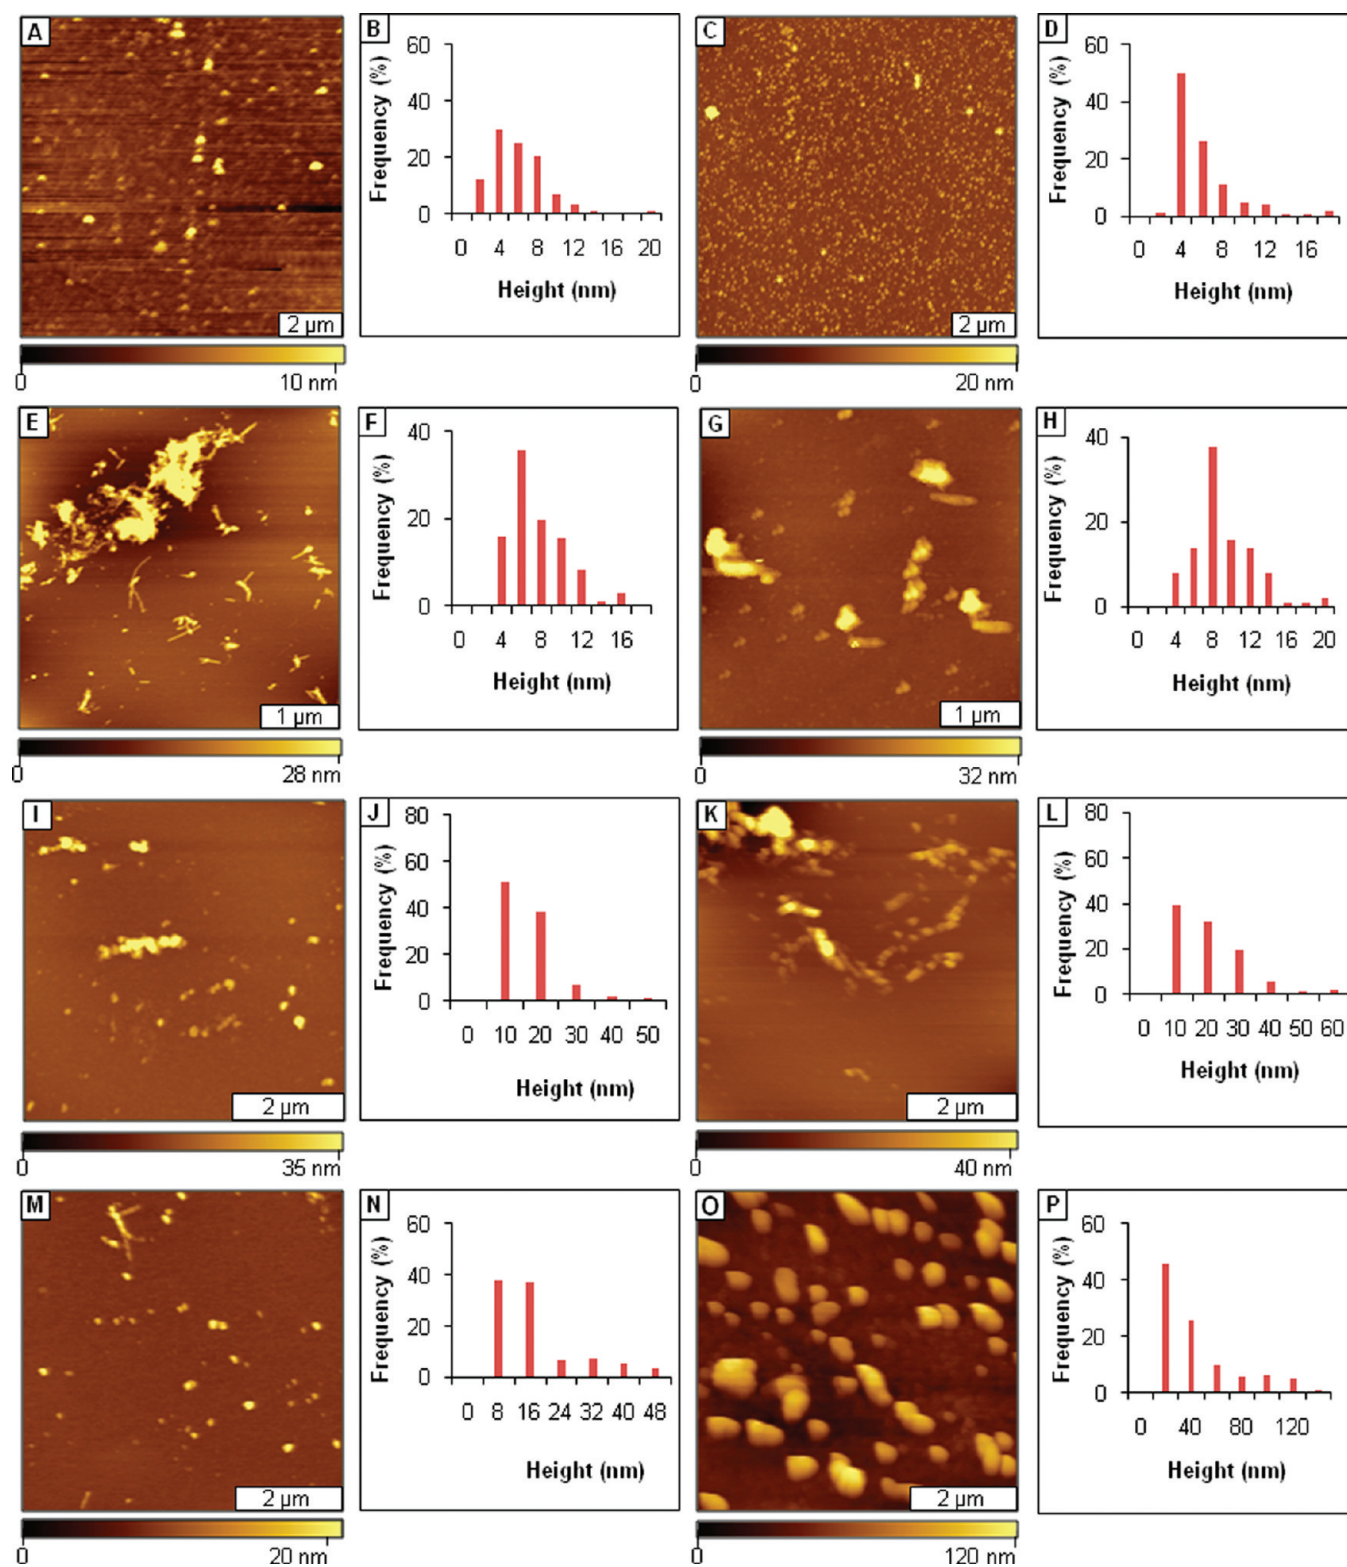 A
2 µm
0
10 nm
B
Frequency (%)
60
40
20
0
0 4 8 12 16 20
Height (nm)
C
2 µm
0
20 nm
D
Frequency (%)
60
40
20
0
0 4 8 12 16
Height (nm)
E
1 µm
0
28 nm
F
Frequency (%)
40
20
0
0 4 8 12 16
Height (nm)
G
1 µm
0
32 nm
H
Frequency (%)
40
20
0
0 4 8 12 16 20
Height (nm)
I
2 µm
0
35 nm
J
Frequency (%)
80
60
40
20
0
0 10 20 30 40 50
Height (nm)
K
2 µm
0
40 nm
L
Frequency (%)
80
60
40
20
0
0 10 20 30 40 50 60
Height (nm)
M
2 µm
0
20 nm
N
Frequency (%)
60
40
20
0
0 8 16 24 32 40 48
Height (nm)
O
2 µm
0
120 nm
P
Frequency (%)
60
40
20
0
0 40 80 120
Height (nm)